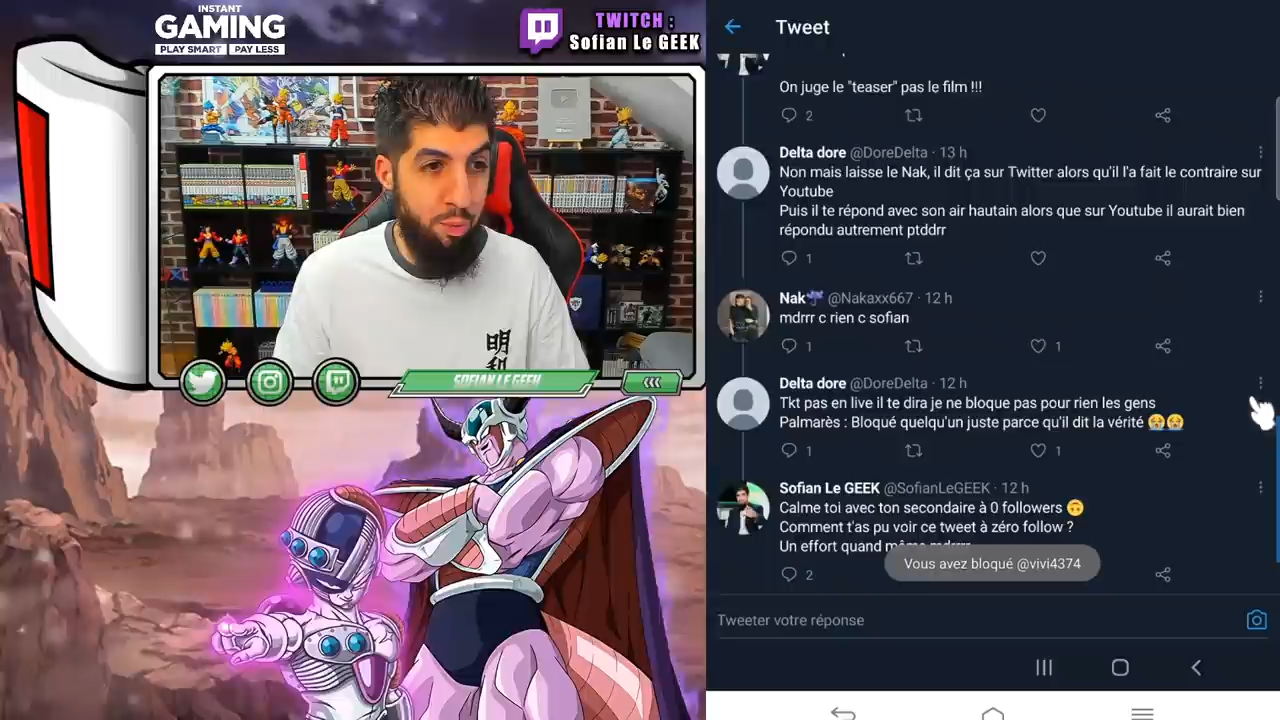 INSTANT
GAMING
PLAY SMART | PAY LESS
TWITCH :
Sofian Le GEEK
明
SOFIAN LE GEEK
Tweet
On juge le "teaser" pas le film !!!
2
Delta dore @DoreDelta · 13 h
Non mais laisse le Nak, il dit ça sur Twitter alors qu'il l'a fait le contraire sur
Youtube
Puis il te répond avec son air hautain alors que sur Youtube il aurait bien
répondu autrement ptddrr
1
Nak @Nakaxx667 · 12 h
mdrrr c rien c sofian
1 1
Delta dore @DoreDelta · 12 h
Tkt pas en live il te dira je ne bloque pas pour rien les gens
Palmarès : Bloqué quelqu'un juste parce qu'il dit la vérité 😭😭
1 1
Sofian Le GEEK @SofianLeGEEK · 12 h
Calme toi avec ton secondaire à 0 followers 🙃
Comment t'as pu voir ce tweet à zéro follow ?
Un effort quand même mdrrrr
Vous avez bloqué @vivi4374
2
Tweeter votre réponse